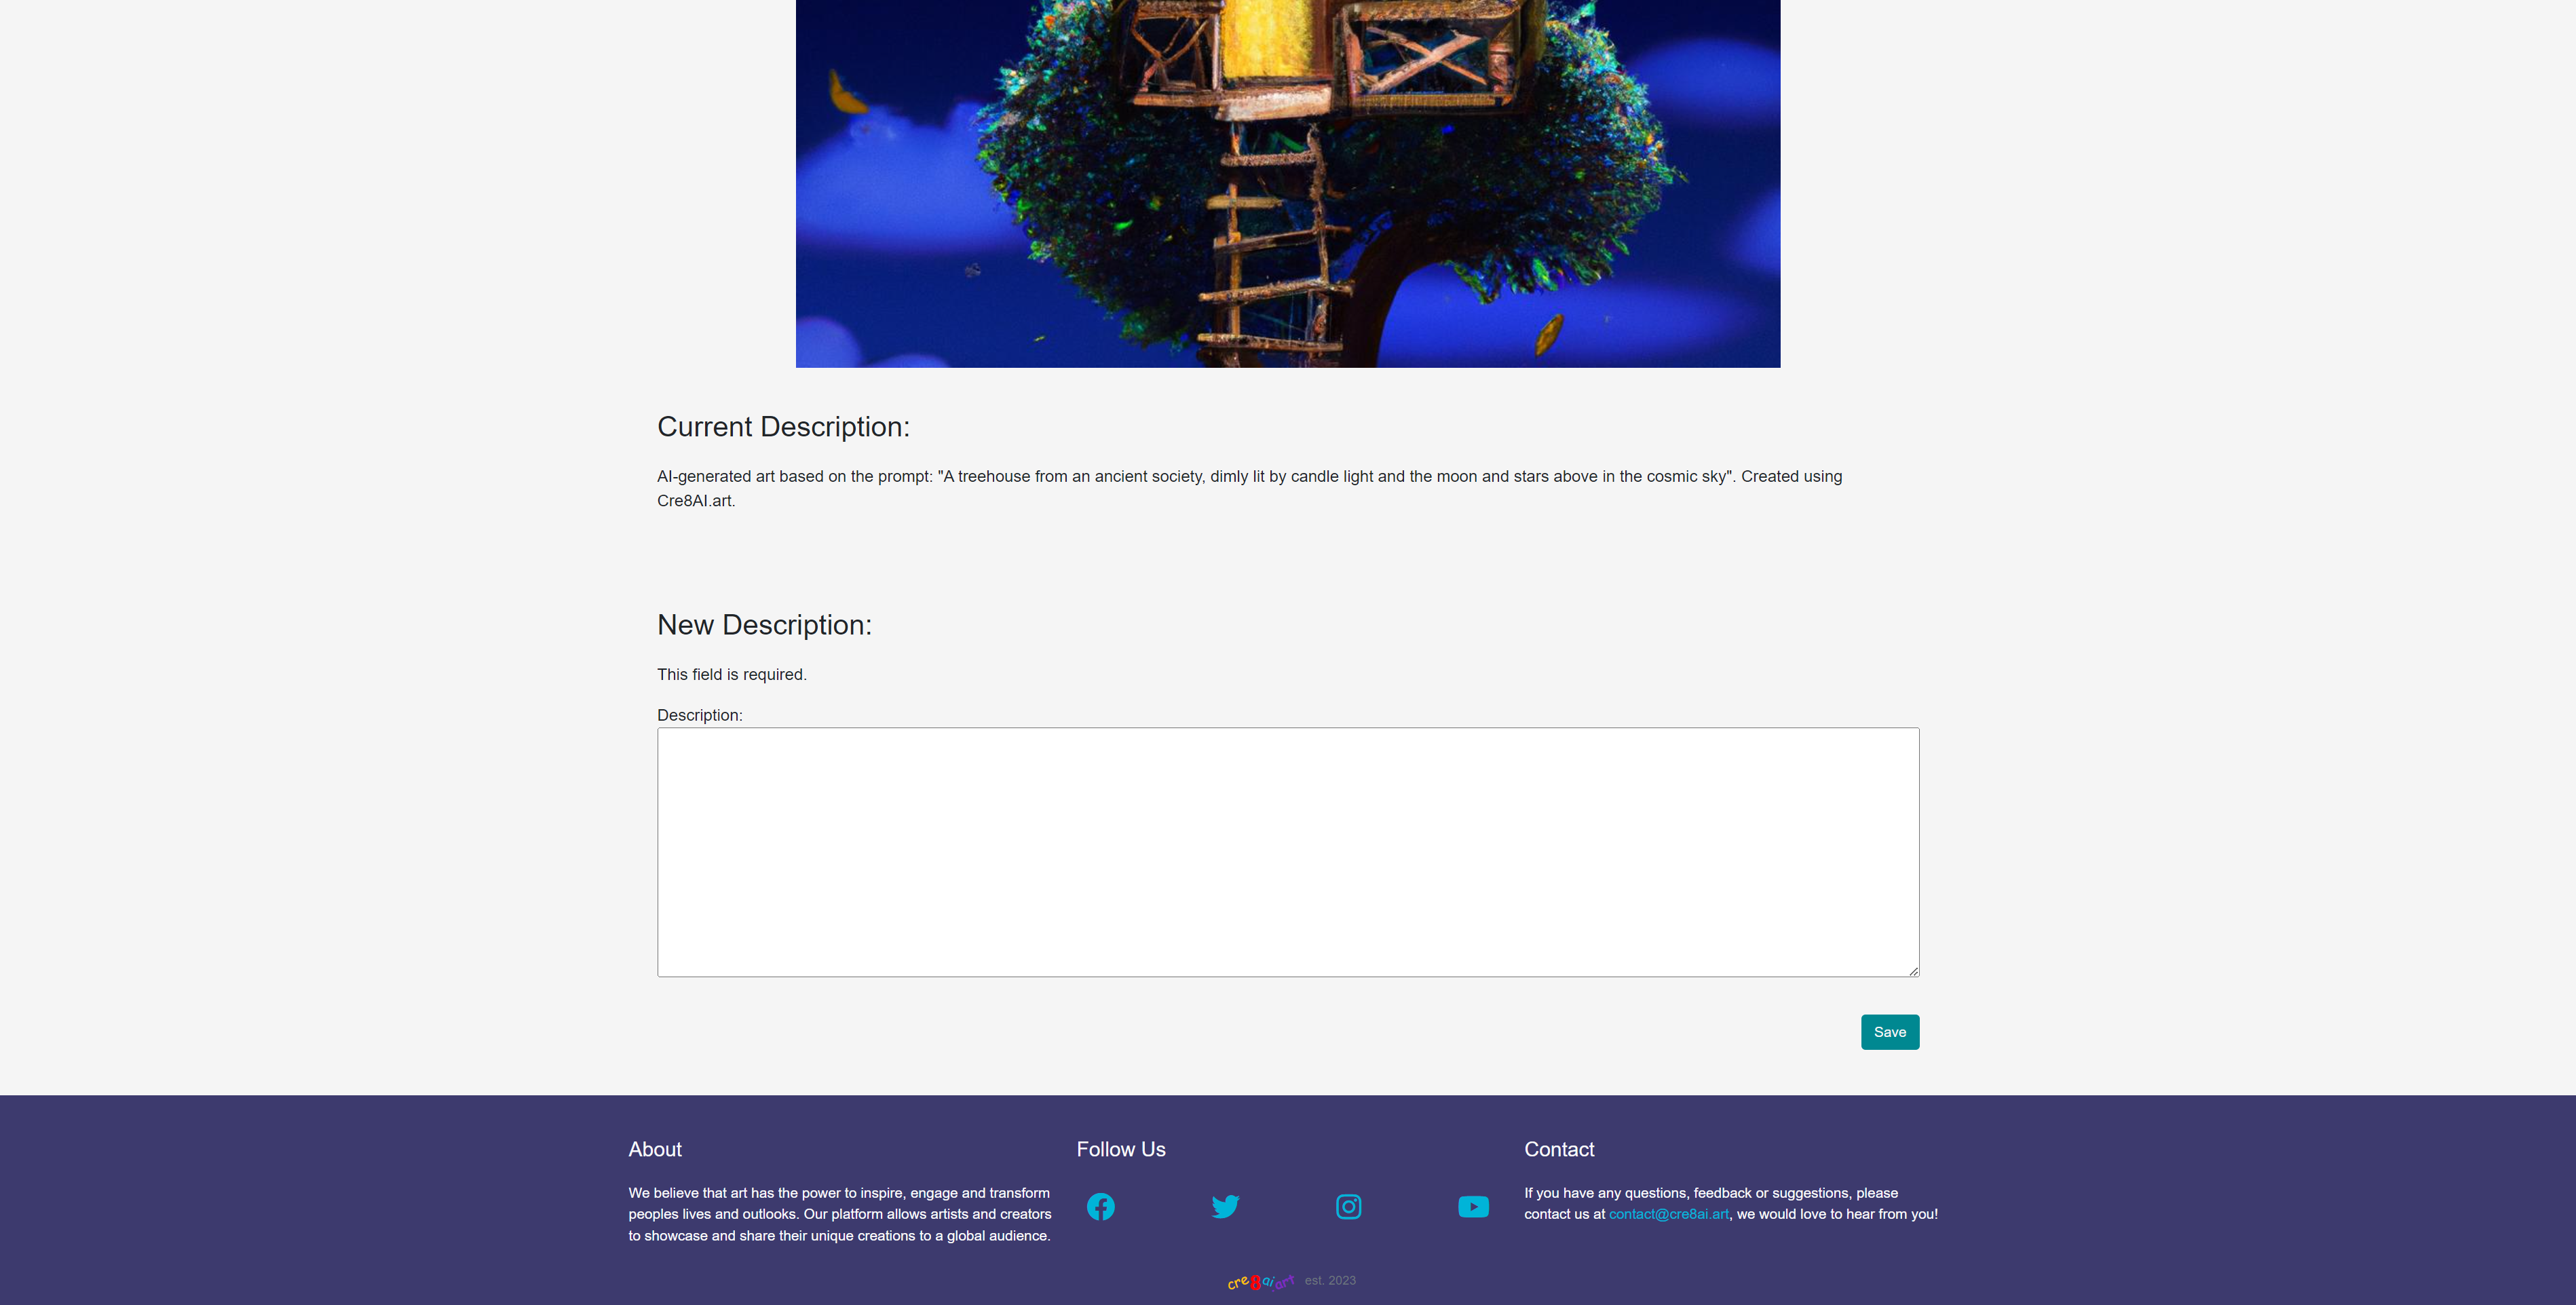 Current Description:
AI-generated art based on the prompt: "A treehouse from an ancient society, dimly lit by candle light and the moon and stars above in the cosmic sky". Created using
Cre8AI.art.
New Description:
This field is required.
Description:
Save
About
We believe that art has the power to inspire, engage and transform
peoples lives and outlooks. Our platform allows artists and creators
to showcase and share their unique creations to a global audience.
Follow Us
Contact
If you have any questions, feedback or suggestions, please
contact us at contact@cre8ai.art, we would love to hear from you!
cre8aiart est. 2023